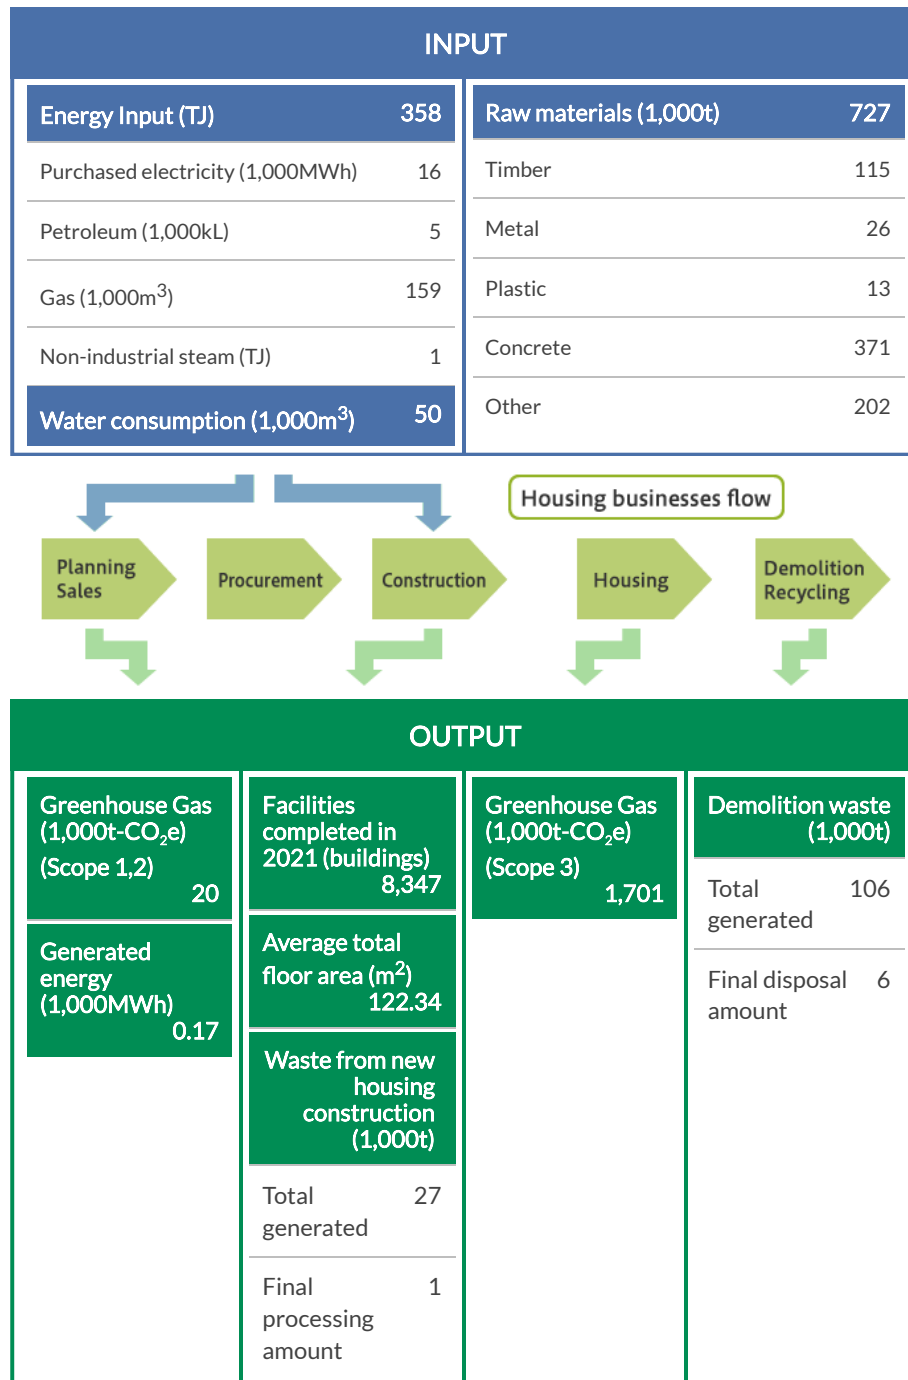 INPUT
Energy Input (TJ) 358
Purchased electricity (1,000MWh) 16
Petroleum (1,000kL) 5
Gas (1,000m³) 159
Non-industrial steam (TJ) 1
Water consumption (1,000m³) 50
Raw materials (1,000t) 727
Timber 115
Metal 26
Plastic 13
Concrete 371
Other 202
Housing businesses flow
Planning
Sales
Procurement
Construction
Housing
Demolition
Recycling
OUTPUT
Greenhouse Gas
(1,000t-CO₂e)
(Scope 1,2)
20
Generated
energy
(1,000MWh)
0.17
Facilities
completed in
2021 (buildings)
8,347
Average total
floor area (m²)
122.34
Waste from new
housing
construction
(1,000t)
Total 27
generated
Final 1
processing
amount
Greenhouse Gas
(1,000t-CO₂e)
(Scope 3)
1,701
Demolition waste
(1,000t)
Total 106
generated
Final disposal 6
amount